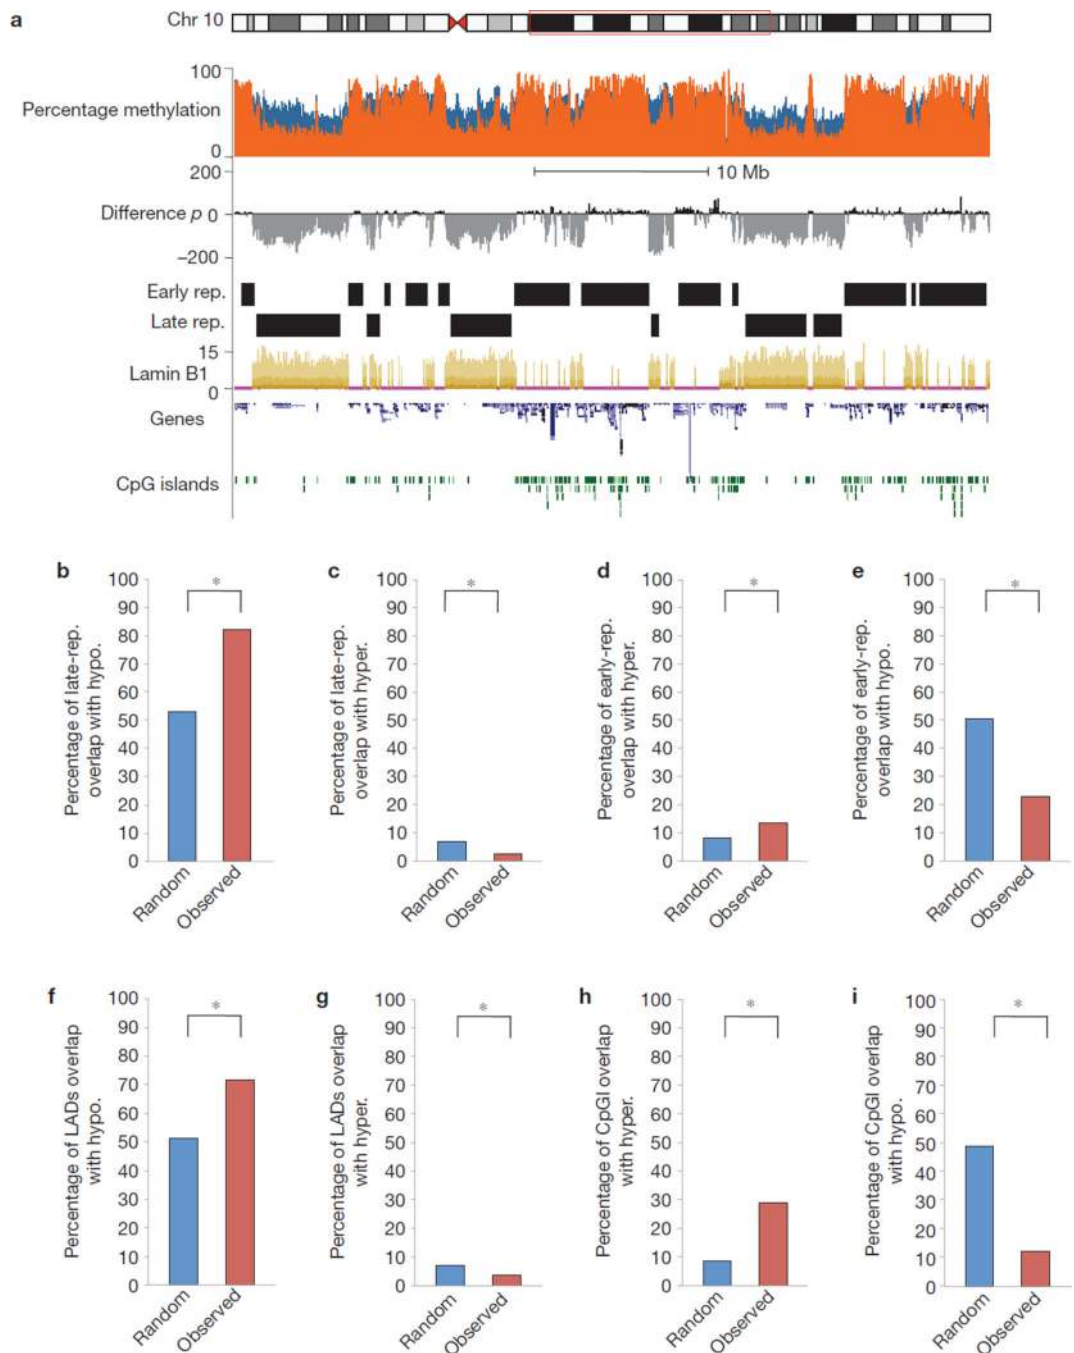 a
Chr 10
100
Percentage methylation
0
200
10 Mb
Difference p 0
−200
Early rep.
Late rep.
15
Lamin B1
0
Genes
CpG islands
b
100
90
80
70
60
50
40
30
20
10
0
Percentage of late-rep.
overlap with hypo.
*
Random
Observed
c
100
90
80
70
60
50
40
30
20
10
0
Percentage of late-rep.
overlap with hyper.
*
Random
Observed
d
100
90
80
70
60
50
40
30
20
10
0
Percentage of early-rep.
overlap with hyper.
*
Random
Observed
e
100
90
80
70
60
50
40
30
20
10
0
Percentage of early-rep.
overlap with hypo.
*
Random
Observed
f
100
90
80
70
60
50
40
30
20
10
0
Percentage of LADs overlap
with hypo.
*
Random
Observed
g
100
90
80
70
60
50
40
30
20
10
0
Percentage of LADs overlap
with hyper.
*
Random
Observed
h
100
90
80
70
60
50
40
30
20
10
0
Percentage of CpGI overlap
with hyper.
*
Random
Observed
i
100
90
80
70
60
50
40
30
20
10
0
Percentage of CpGI overlap
with hypo.
*
Random
Observed